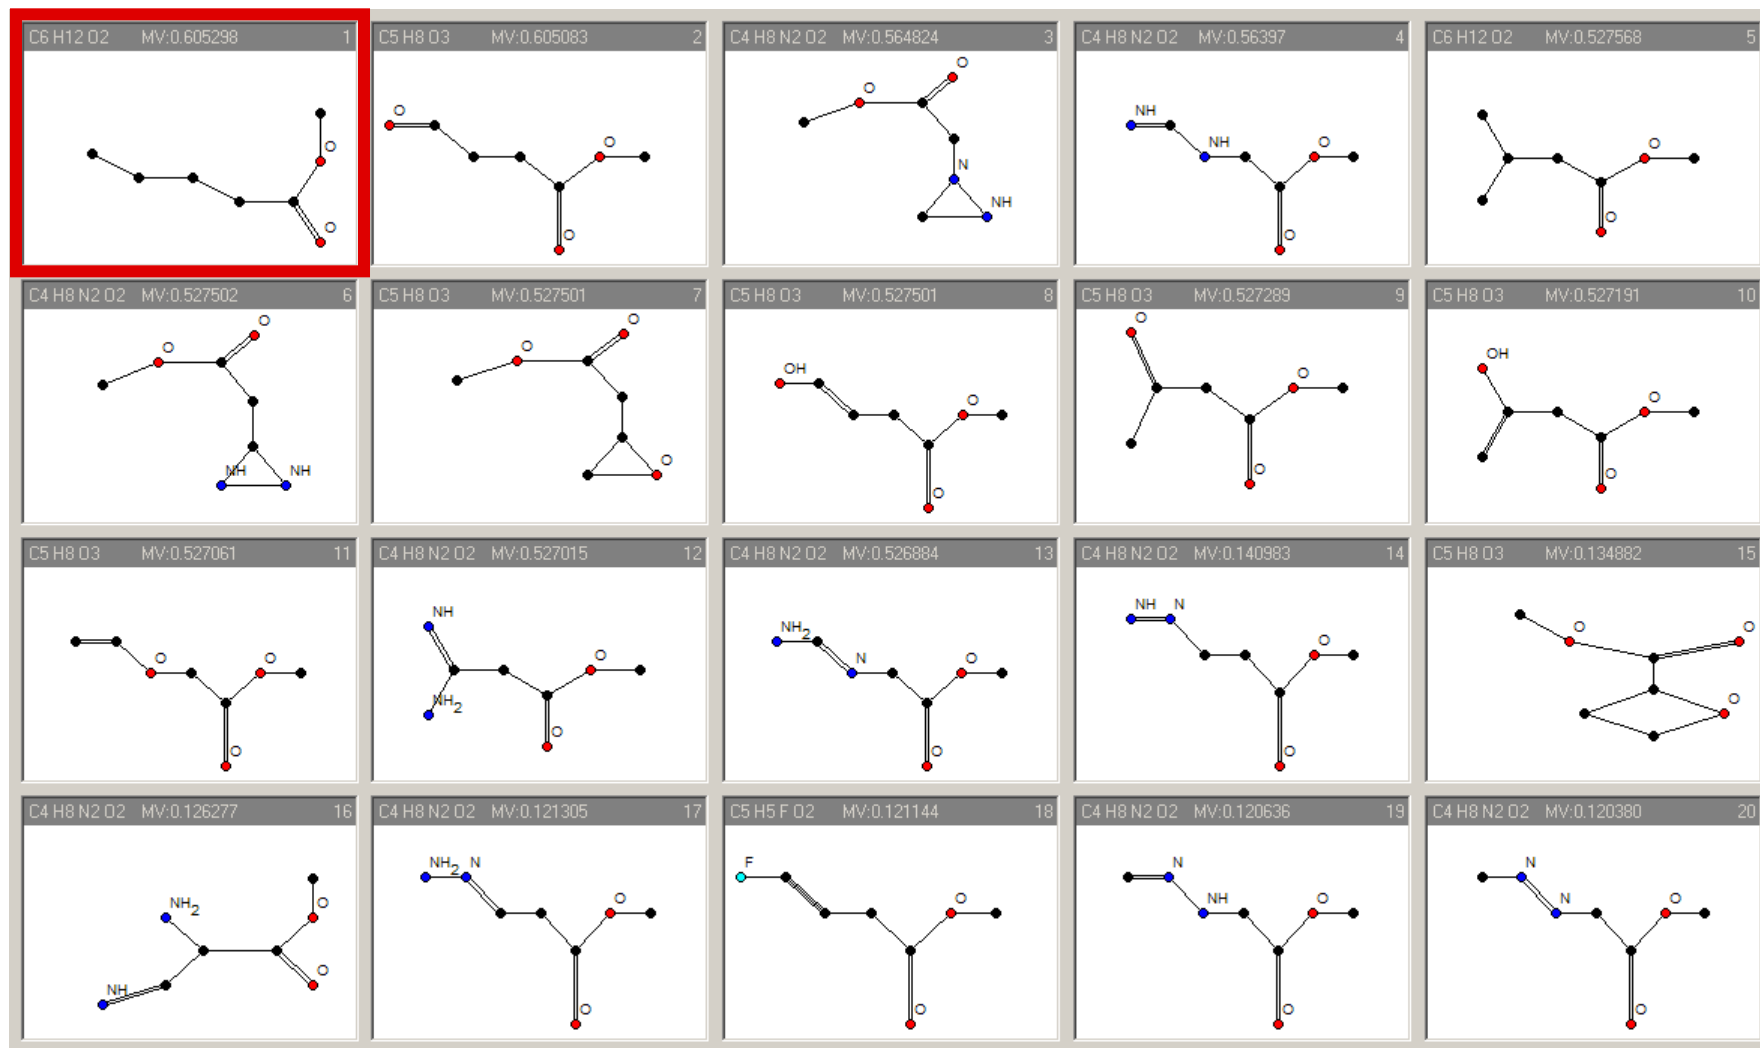 C6 H12 O2 MV:0.605298 1
C5 H8 O3 MV:0.605083 2
C4 H8 N2 O2 MV:0.564824 3
C4 H8 N2 O2 MV:0.56397 4
C6 H12 O2 MV:0.527568 5
O
O
O
O
O
O
O
N
NH
NH
NH
O
O
O
O
C4 H8 N2 O2 MV:0.527502 6
C5 H8 O3 MV:0.527501 7
C5 H8 O3 MV:0.527501 8
C5 H8 O3 MV:0.527289 9
C5 H8 O3 MV:0.527191 10
O
O
NH
NH
O
O
O
OH
O
O
O
O
O
OH
O
O
C5 H8 O3 MV:0.527061 11
C4 H8 N2 O2 MV:0.527015 12
C4 H8 N2 O2 MV:0.526884 13
C4 H8 N2 O2 MV:0.140983 14
C5 H8 O3 MV:0.134882 15
O
O
O
NH
NH2
O
O
NH2
N
O
O
NH N
O
O
O
O
O
C4 H8 N2 O2 MV:0.126277 16
C4 H8 N2 O2 MV:0.121305 17
C5 H5 F O2 MV:0.121144 18
C4 H8 N2 O2 MV:0.120636 19
C4 H8 N2 O2 MV:0.120380 20
NH2
O
O
NH
NH2 N
O
O
F
O
O
N
NH
O
O
N
N
O
O